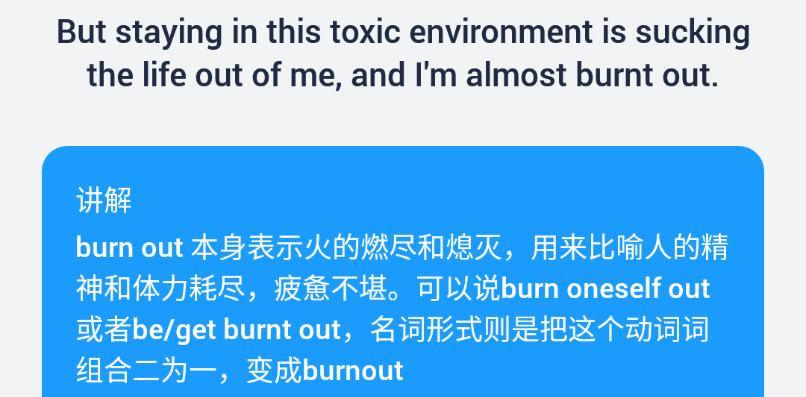 But staying in this toxic environment is sucking
the life out of me, and I'm almost burnt out.
讲解
burn out 本身表示火的燃尽和熄灭，用来比喻人的精
神和体力耗尽，疲惫不堪。可以说burn oneself out
或者be/get burnt out，名词形式则是把这个动词词
组合二为一，变成burnout